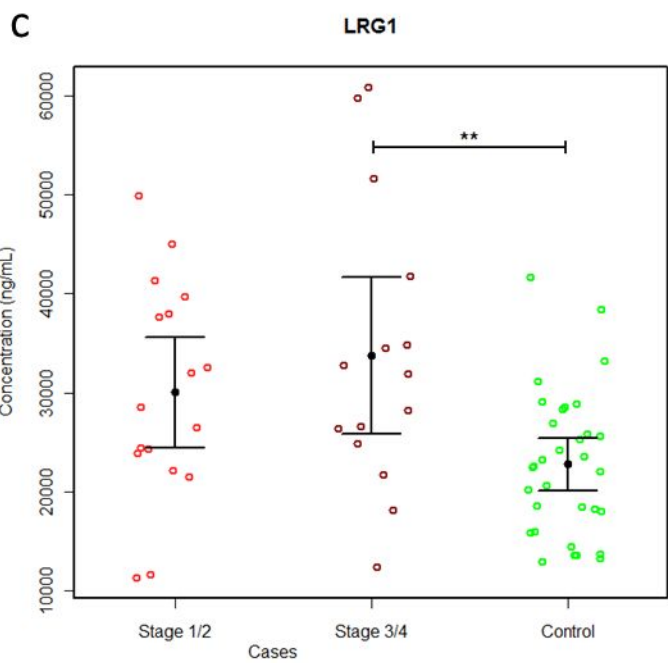 C
LRG1
**
60000
50000
40000
30000
20000
10000
Concentration (ng/mL)
Stage 1/2
Stage 3/4
Control
Cases